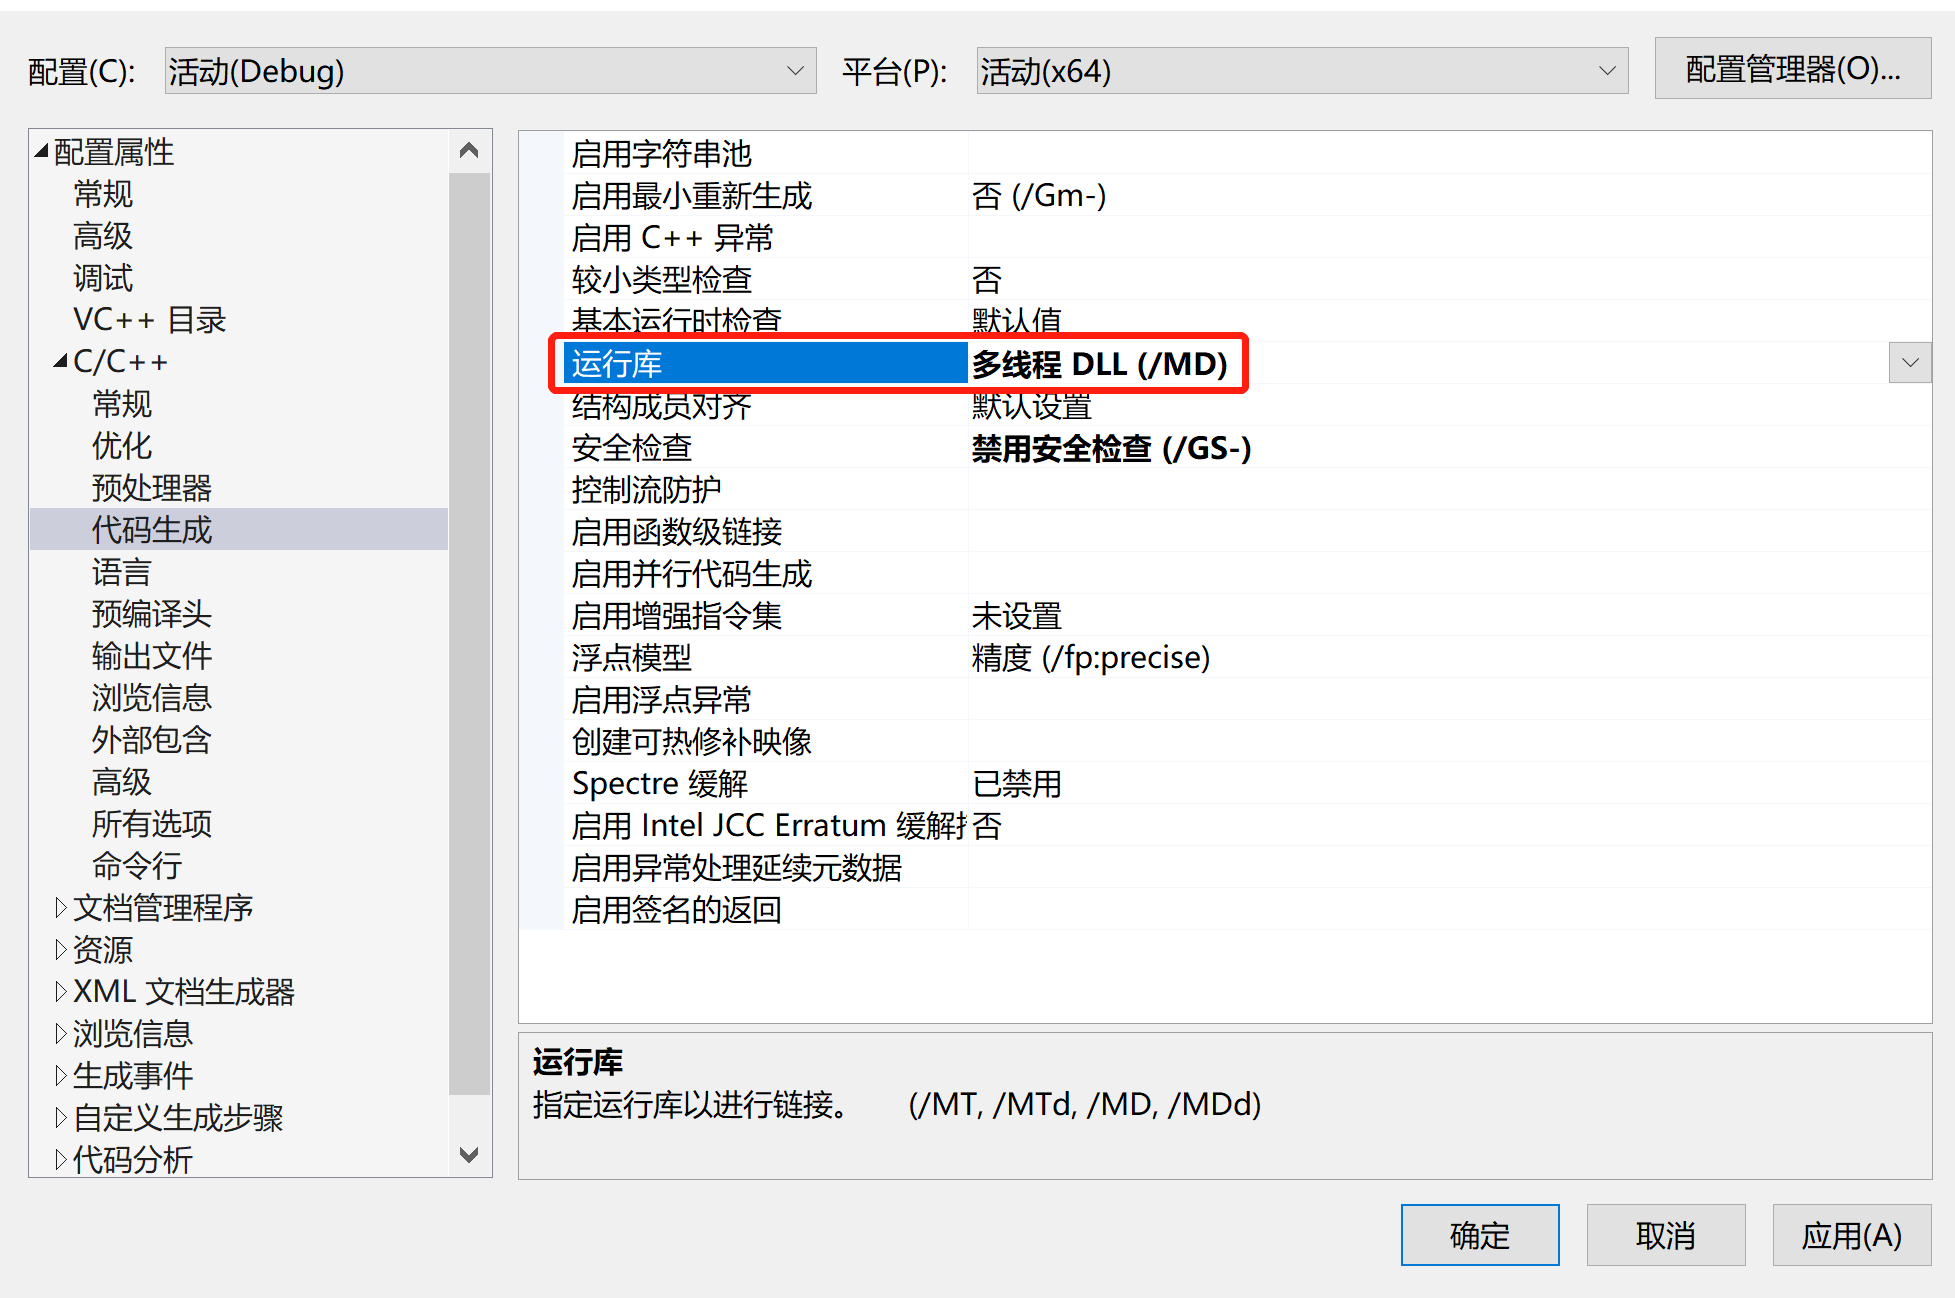 配置(C): 活动(Debug) 平台(P): 活动(x64) 配置管理器(O)...
配置属性
常规
高级
调试
VC++ 目录
C/C++
常规
优化
预处理器
代码生成
语言
预编译头
输出文件
浏览信息
外部包含
高级
所有选项
命令行
文档管理程序
资源
XML 文档生成器
浏览信息
生成事件
自定义生成步骤
代码分析
启用字符串池
启用最小重新生成 否 (/Gm-)
启用 C++ 异常
较小类型检查 否
基本运行时检查 默认值
运行库 多线程 DLL (/MD)
结构成员对齐 默认设置
安全检查 禁用安全检查 (/GS-)
控制流防护
启用函数级链接
启用并行代码生成
启用增强指令集 未设置
浮点模型 精度 (/fp:precise)
启用浮点异常
创建可热修补映像
Spectre 缓解 已禁用
启用 Intel JCC Erratum 缓解 否
启用异常处理延续元数据
启用签名的返回
运行库
指定运行库以进行链接。 (/MT, /MTd, /MD, /MDd)
确定 取消 应用(A)